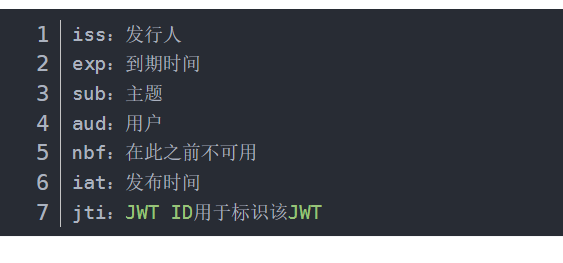 1 iss：发行人
2 exp：到期时间
3 sub：主题
4 aud：用户
5 nbf：在此之前不可用
6 iat：发布时间
7 jti：JWT ID用于标识该JWT